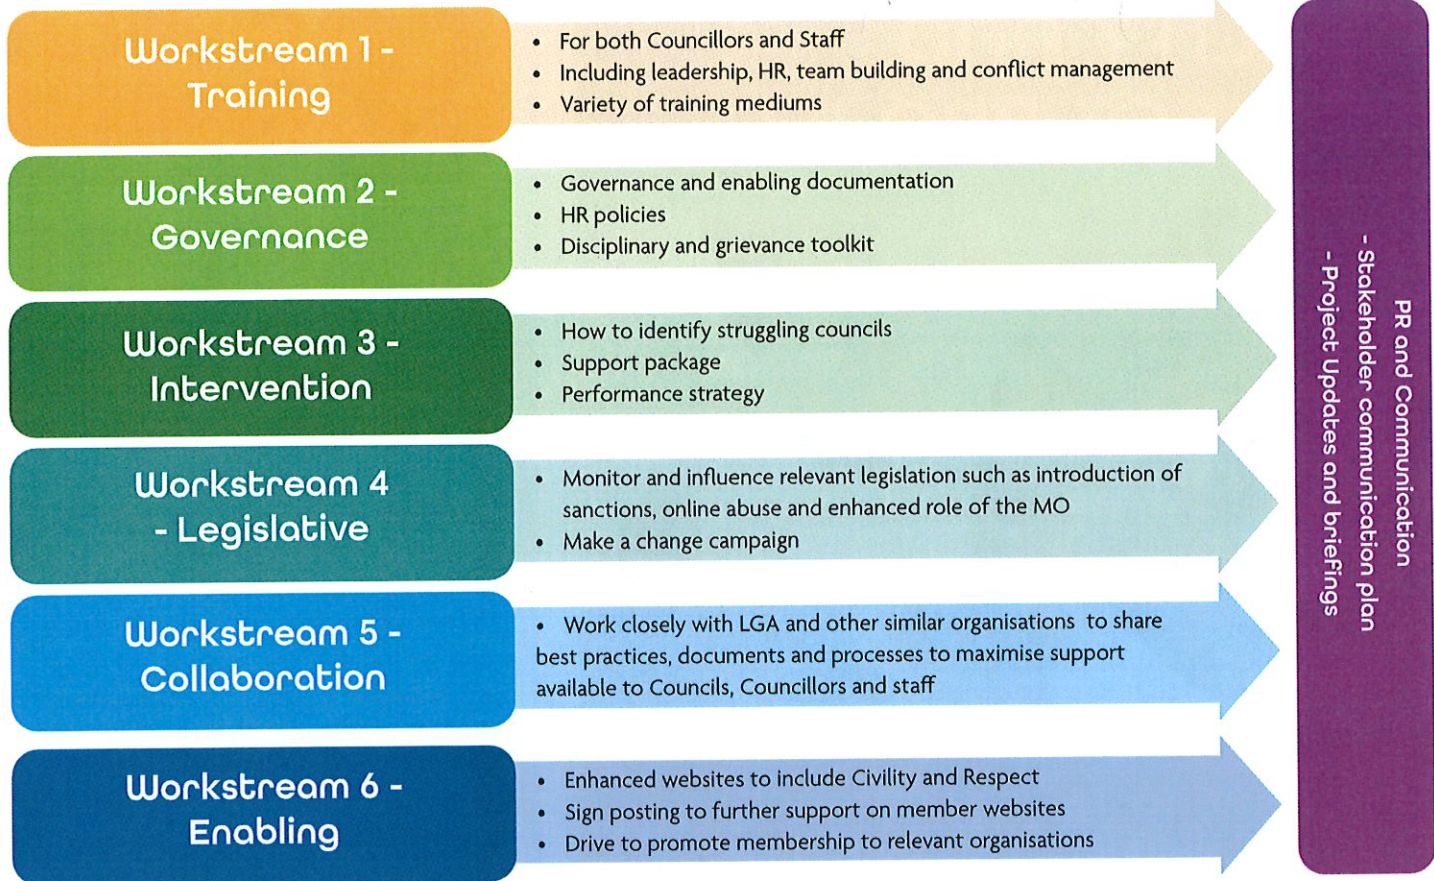 Workstream 1 -
Training
• For both Councillors and Staff
• Including leadership, HR, team building and conflict management
• Variety of training mediums
Workstream 2 -
Governance
• Governance and enabling documentation
• HR policies
• Disciplinary and grievance toolkit
Workstream 3 -
Intervention
• How to identify struggling councils
• Support package
• Performance strategy
Workstream 4
- Legislative
• Monitor and influence relevant legislation such as introduction of
sanctions, online abuse and enhanced role of the MO
• Make a change campaign
Workstream 5 -
Collaboration
• Work closely with LGA and other similar organisations to share
best practices, documents and processes to maximise support
available to Councils, Councillors and staff
Workstream 6 -
Enabling
• Enhanced websites to include Civility and Respect
• Sign posting to further support on member websites
• Drive to promote membership to relevant organisations
PR and Communication
- Stakeholder communication plan
- Project Updates and briefings